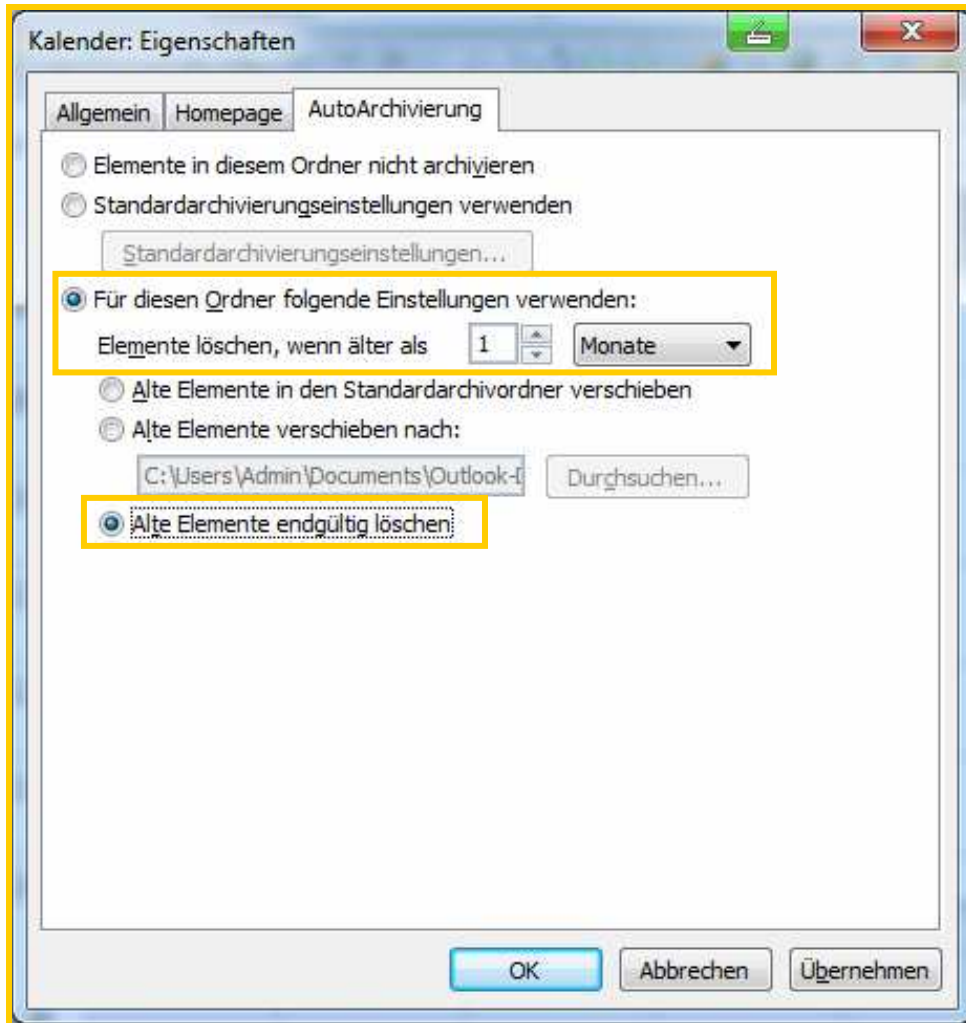 Kalender: Eigenschaften
Allgemein Homepage AutoArchivierung
Elemente in diesem Ordner nicht archivieren
Standardarchivierungseinstellungen verwenden
Standardarchivierungseinstellungen...
Für diesen Ordner folgende Einstellungen verwenden:
Elemente löschen, wenn älter als 1 Monate
Alte Elemente in den Standardarchivordner verschieben
Alte Elemente verschieben nach:
C:\Users\Admin\Documents\Outlook-D Durchsuchen...
Alte Elemente endgültig löschen
OK Abbrechen Übernehmen